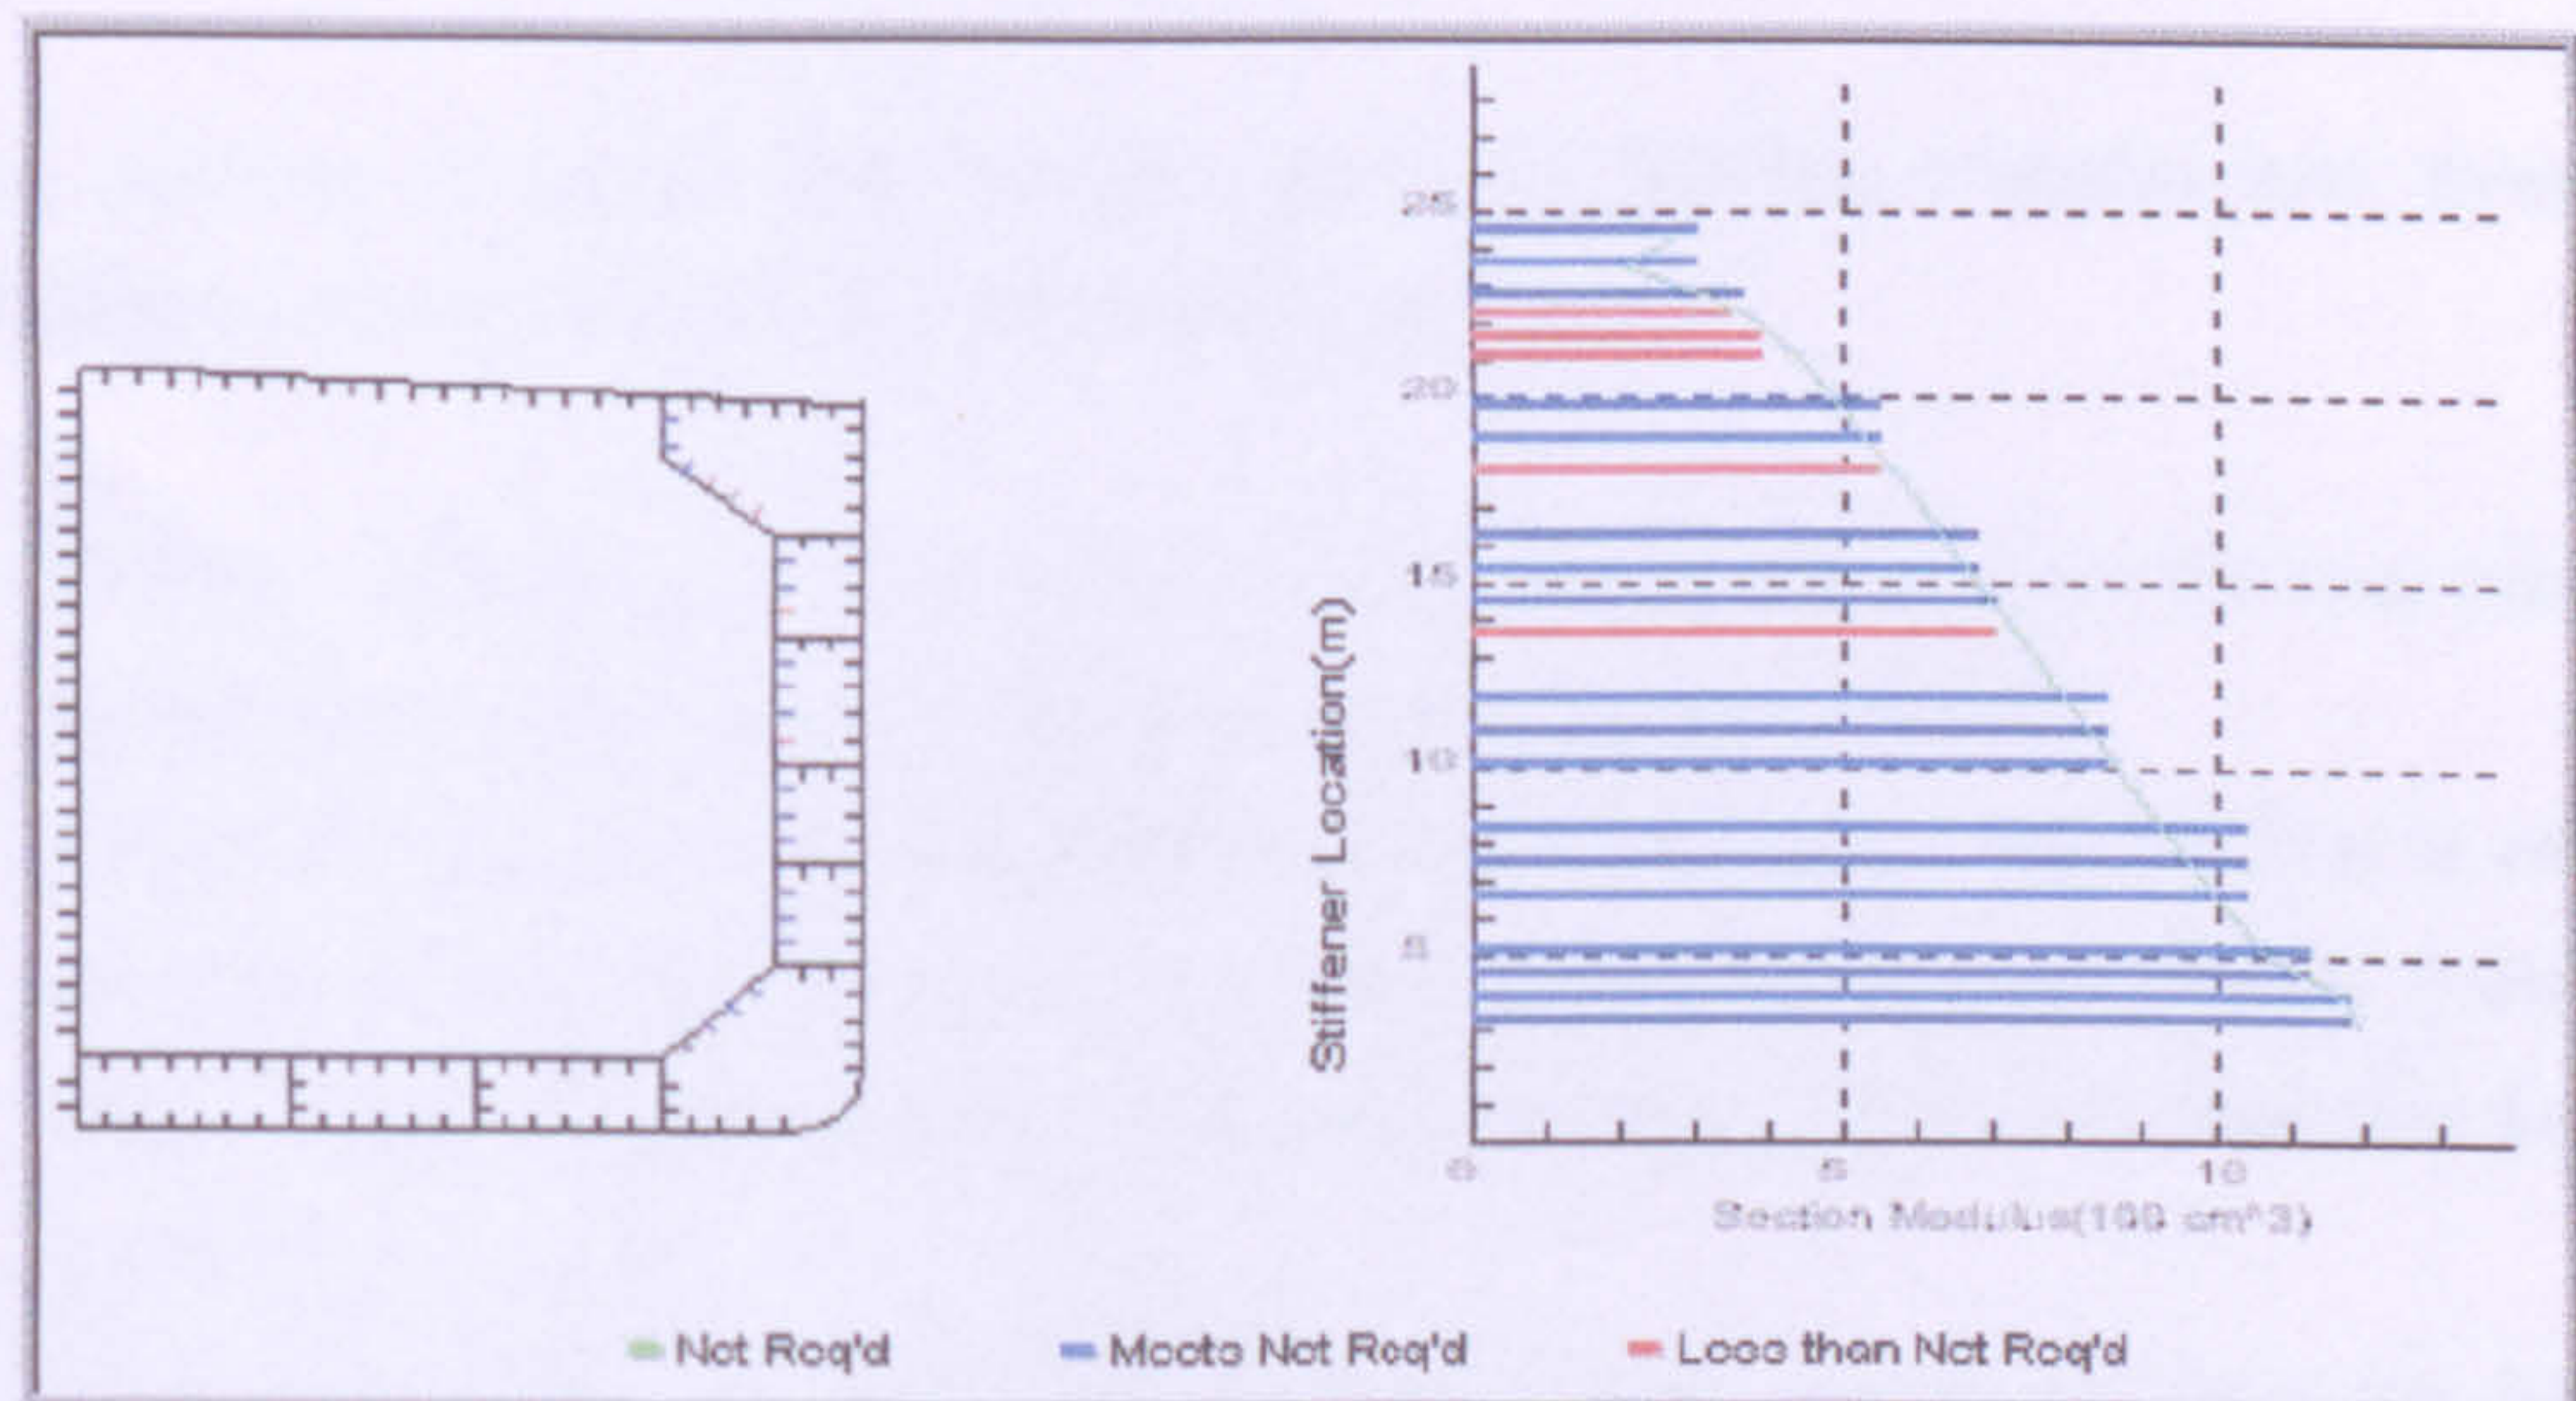 25
20
15
10
5
0 5 10
Stiffener Location(m)
Section Modulus(100 cm^3)
Net Req'd
Meets Net Req'd
Less than Net Req'd